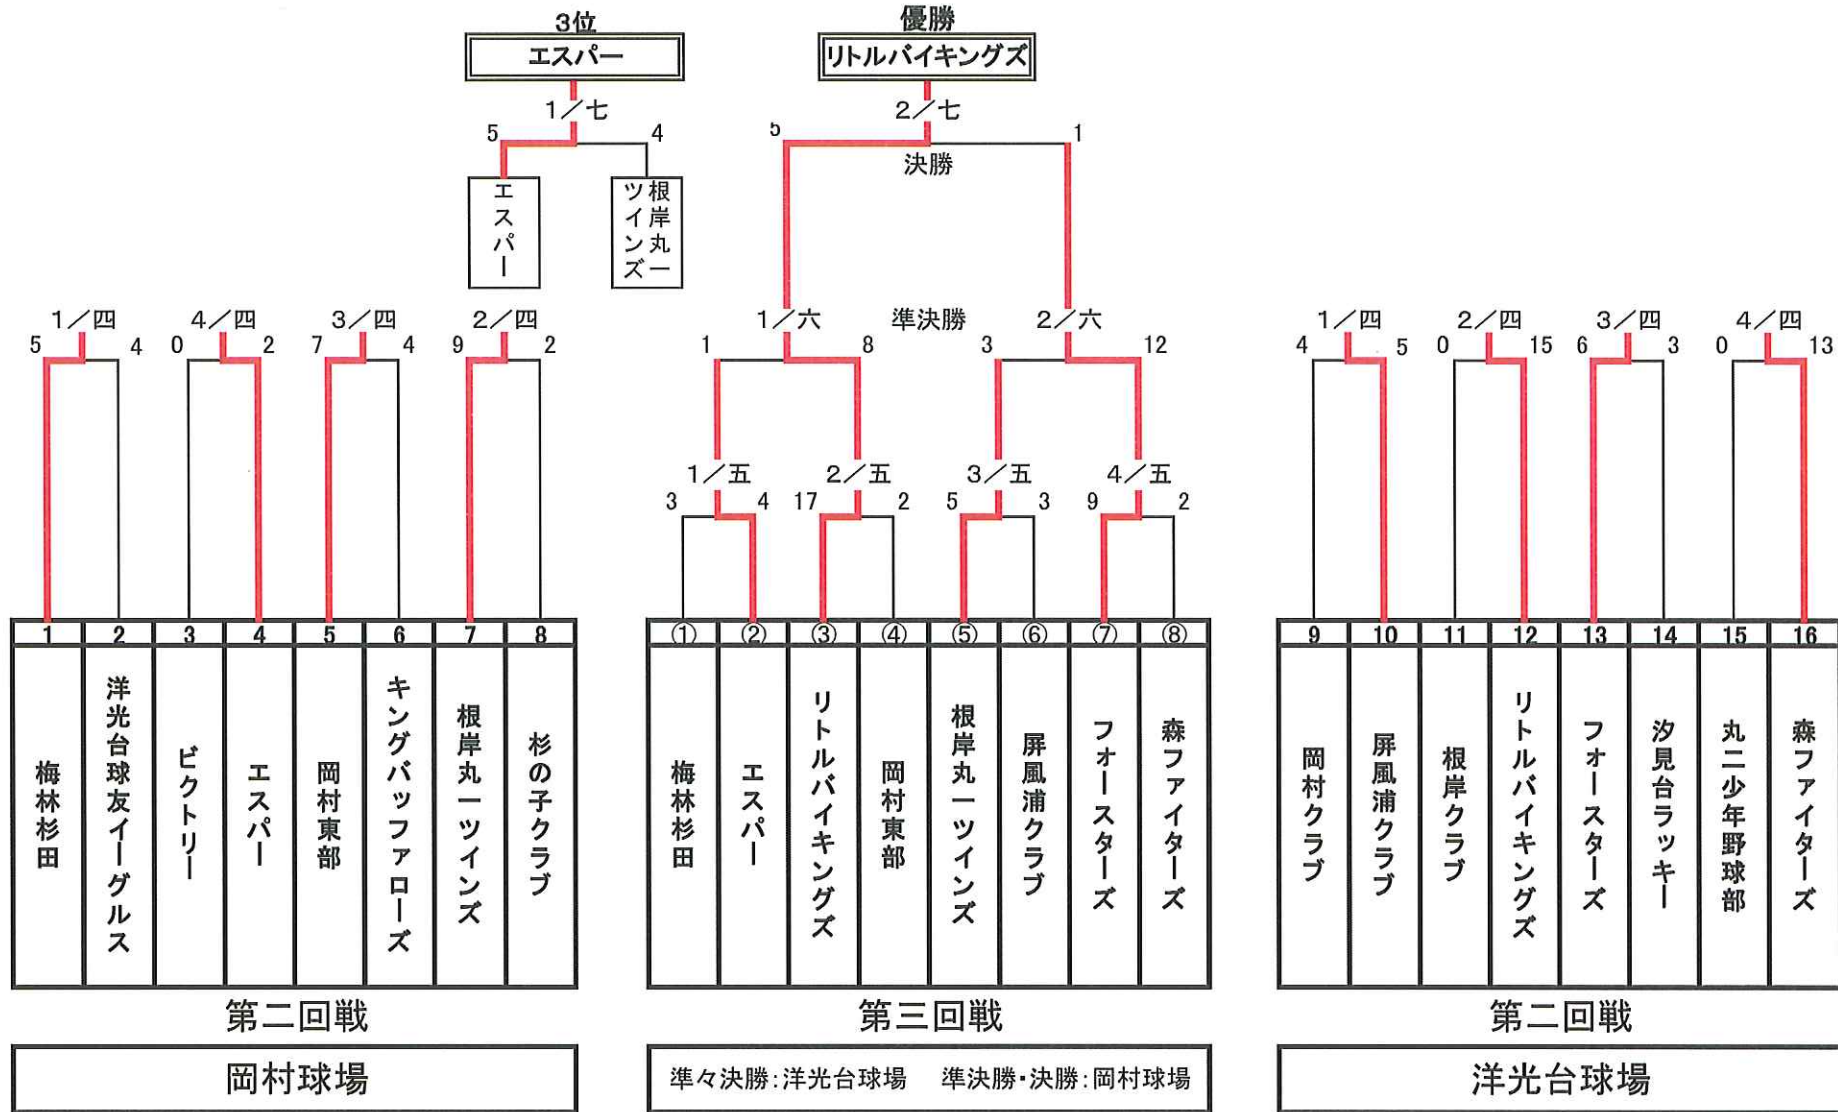 3位
優勝
エスパー
リトルバイキングズ
1／七
2／七
5
4
5
1
決勝
エスパー
根岸丸一
ツインズ
1／四
4／四
3／四
2／四
1／六
準決勝
2／六
1／四
2／四
3／四
4／四
5
4
0
2
7
4
9
2
1
8
3
12
4
5
0
15
6
3
0
13
1／五
2／五
3／五
4／五
3
4
17
2
5
3
9
2
1
2
3
4
5
6
7
8
①
②
③
④
⑤
⑥
⑦
⑧
9
10
11
12
13
14
15
16
梅林杉田
洋光台球友イーグルス
ビクトリー
エスパー
岡村東部
キングバッファローズ
根岸丸一ツインズ
杉の子クラブ
梅林杉田
エスパー
リトルバイキングズ
岡村東部
根岸丸一ツインズ
屏風浦クラブ
フォースターズ
森ファイターズ
岡村クラブ
屏風浦クラブ
根岸クラブ
リトルバイキングズ
フォースターズ
汐見台ラッキー
丸二少年野球部
森ファイターズ
第二回戦
第三回戦
第二回戦
岡村球場
準々決勝:洋光台球場 準決勝・決勝:岡村球場
洋光台球場